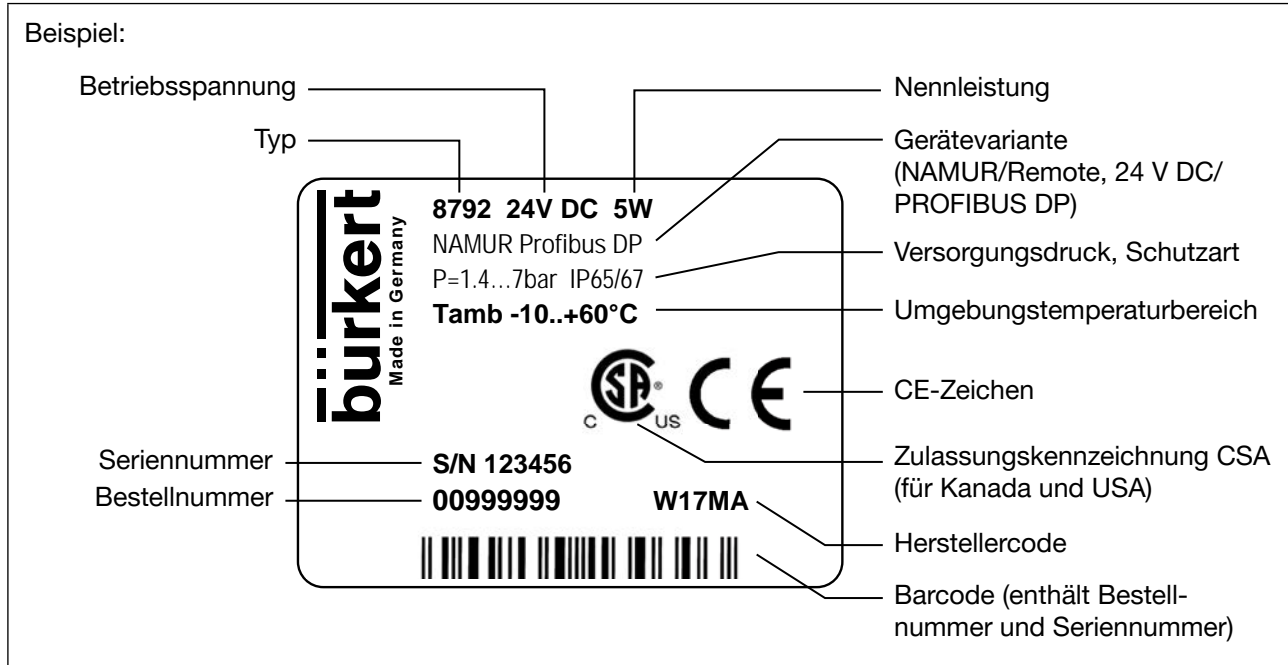 Beispiel:
Betriebsspannung
Nennleistung
Typ
Gerätevariante
(NAMUR/Remote, 24 V DC/
PROFIBUS DP)
bürkert
Made in Germany
8792 24V DC 5W
NAMUR Profibus DP
P=1.4...7bar IP65/67
Versorgungsdruck, Schutzart
Tamb -10..+60°C
Umgebungstemperaturbereich
C SA ® US
CE
CE-Zeichen
Seriennummer
S/N 123456
Zulassungskennzeichnung CSA
(für Kanada und USA)
Bestellnummer
00999999 W17MA
Herstellercode
Barcode (enthält Bestell-
nummer und Seriennummer)